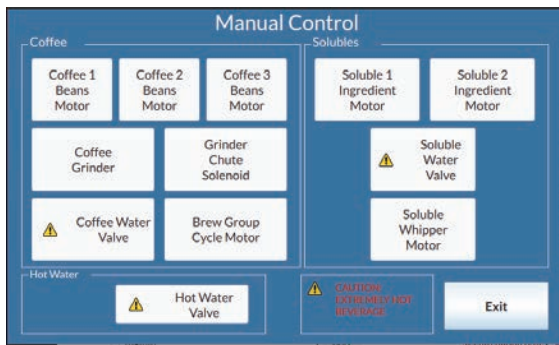 Manual Control
Coffee
Coffee 1
Beans
Motor
Coffee 2
Beans
Motor
Coffee 3
Beans
Motor
Coffee
Grinder
Grinder
Chute
Solenoid
Coffee Water
Valve
Brew Group
Cycle Motor
Solubles
Soluble 1
Ingredient
Motor
Soluble 2
Ingredient
Motor
Soluble
Water
Valve
Soluble
Whipper
Motor
Hot Water
Hot Water
Valve
CAUTION!
EXTREMELY HOT
BEVERAGE
Exit